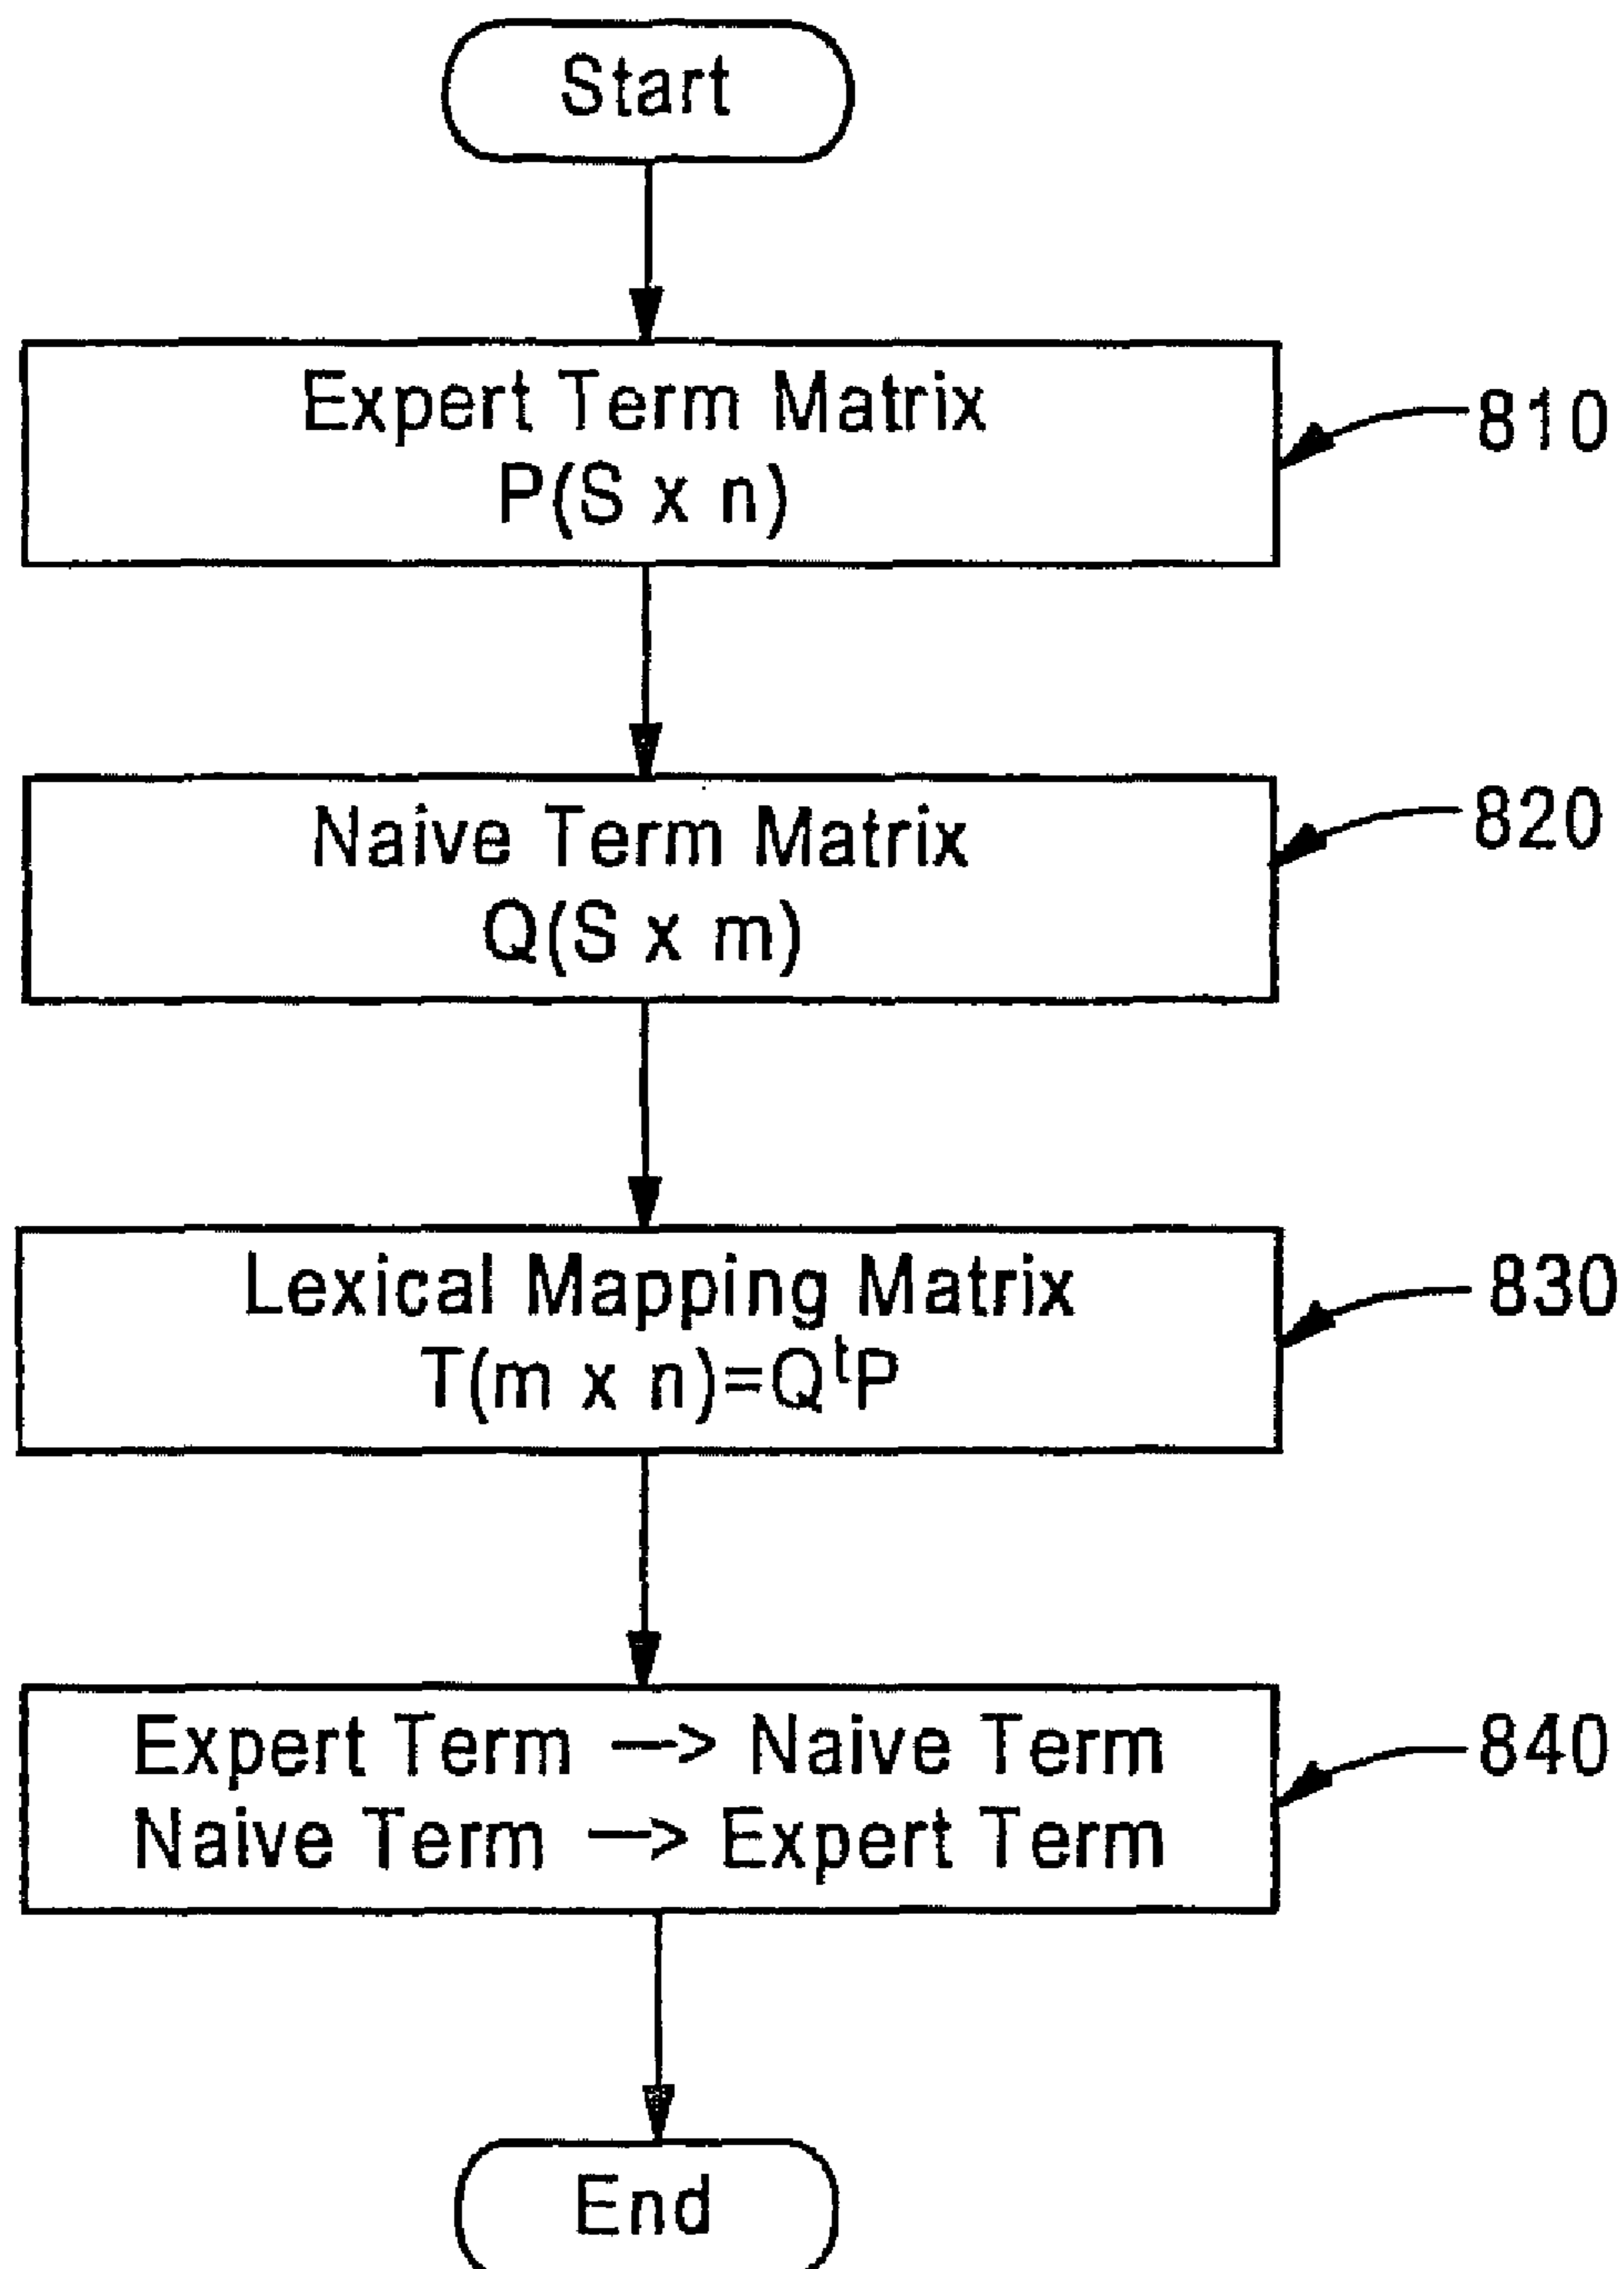 Start
Expert Term Matrix
P(S x n)
810
Naive Term Matrix
Q(S x m)
820
Lexical Mapping Matrix
T(m x n)=QᵗP
830
Expert Term —> Naive Term
Naive Term —> Expert Term
840
End